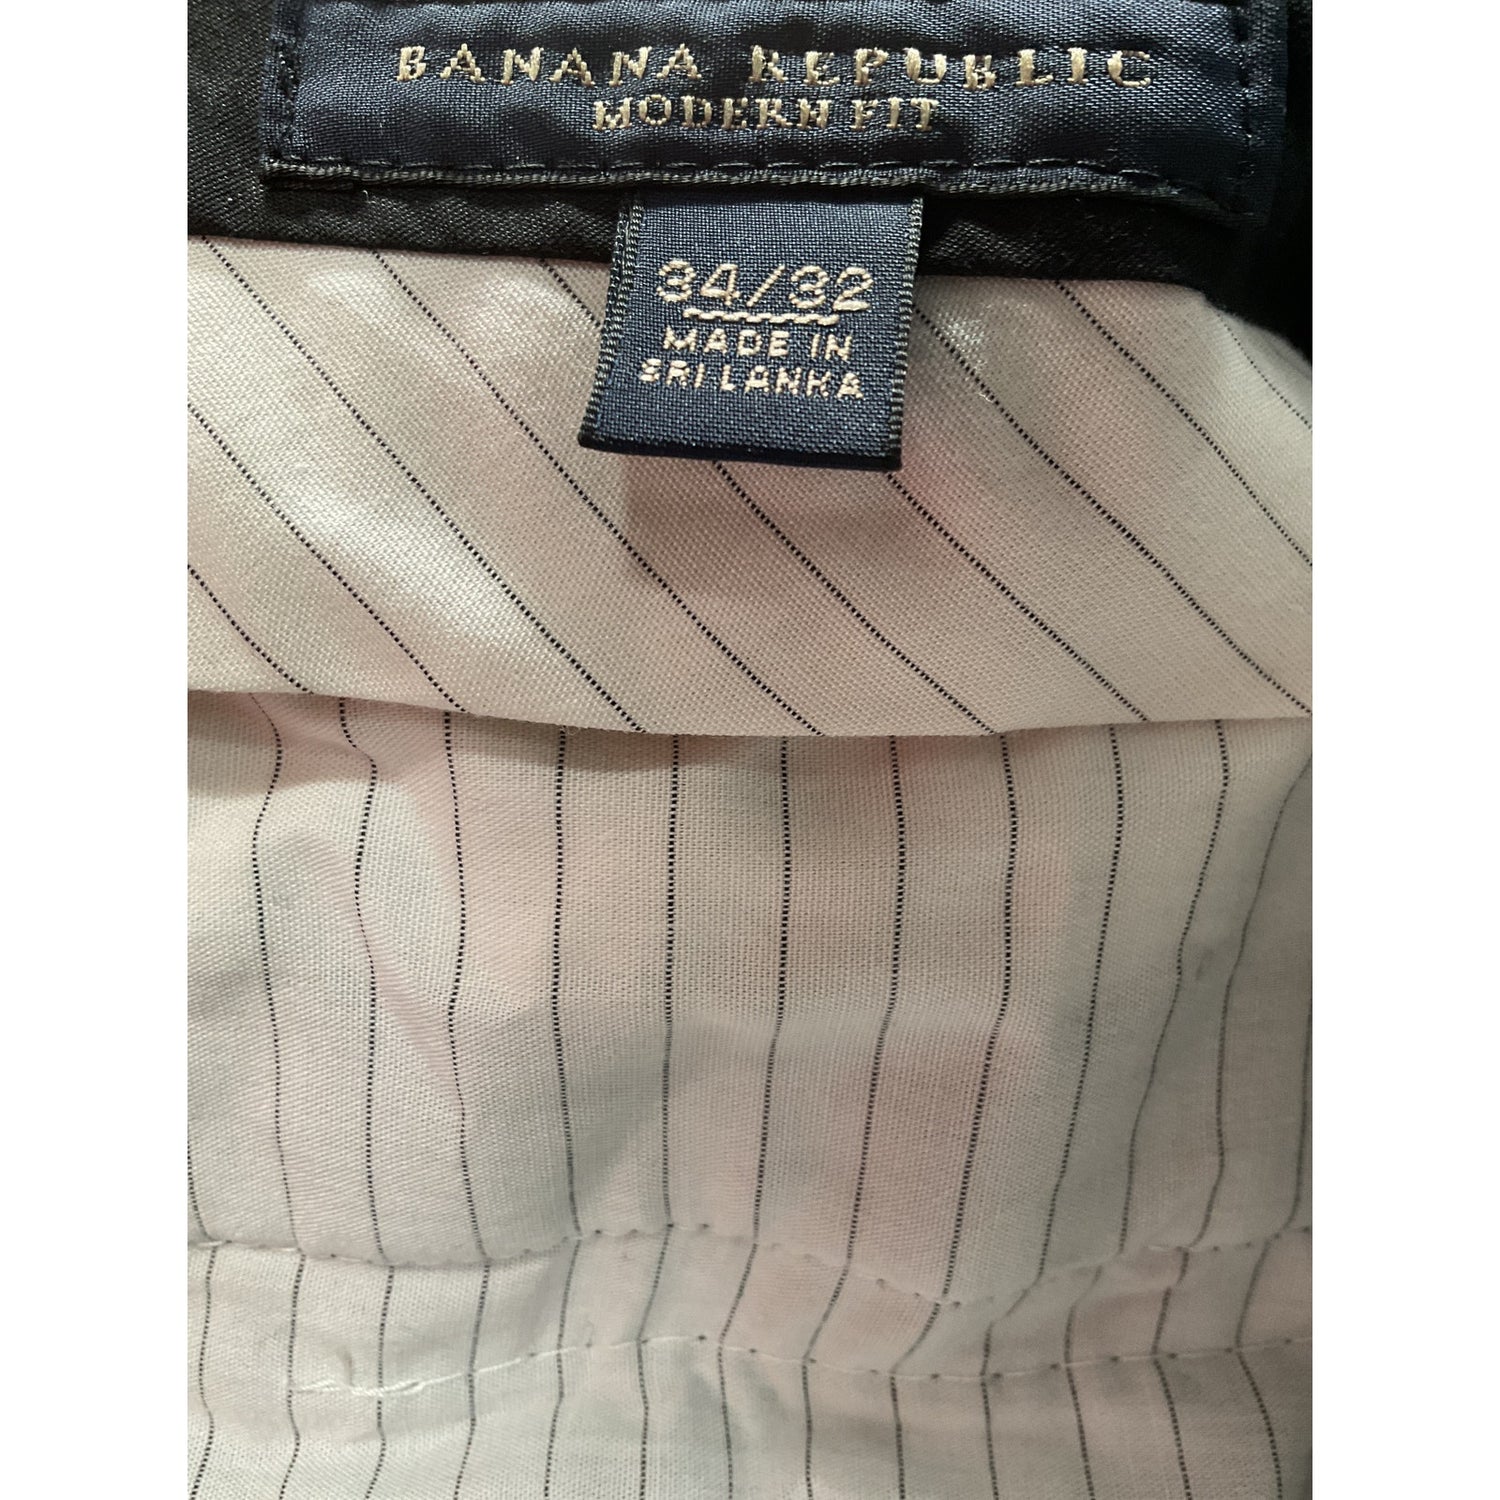 BANANA REPUBLIC
MODERN FIT
34/32
MADE IN
SRI LANKA